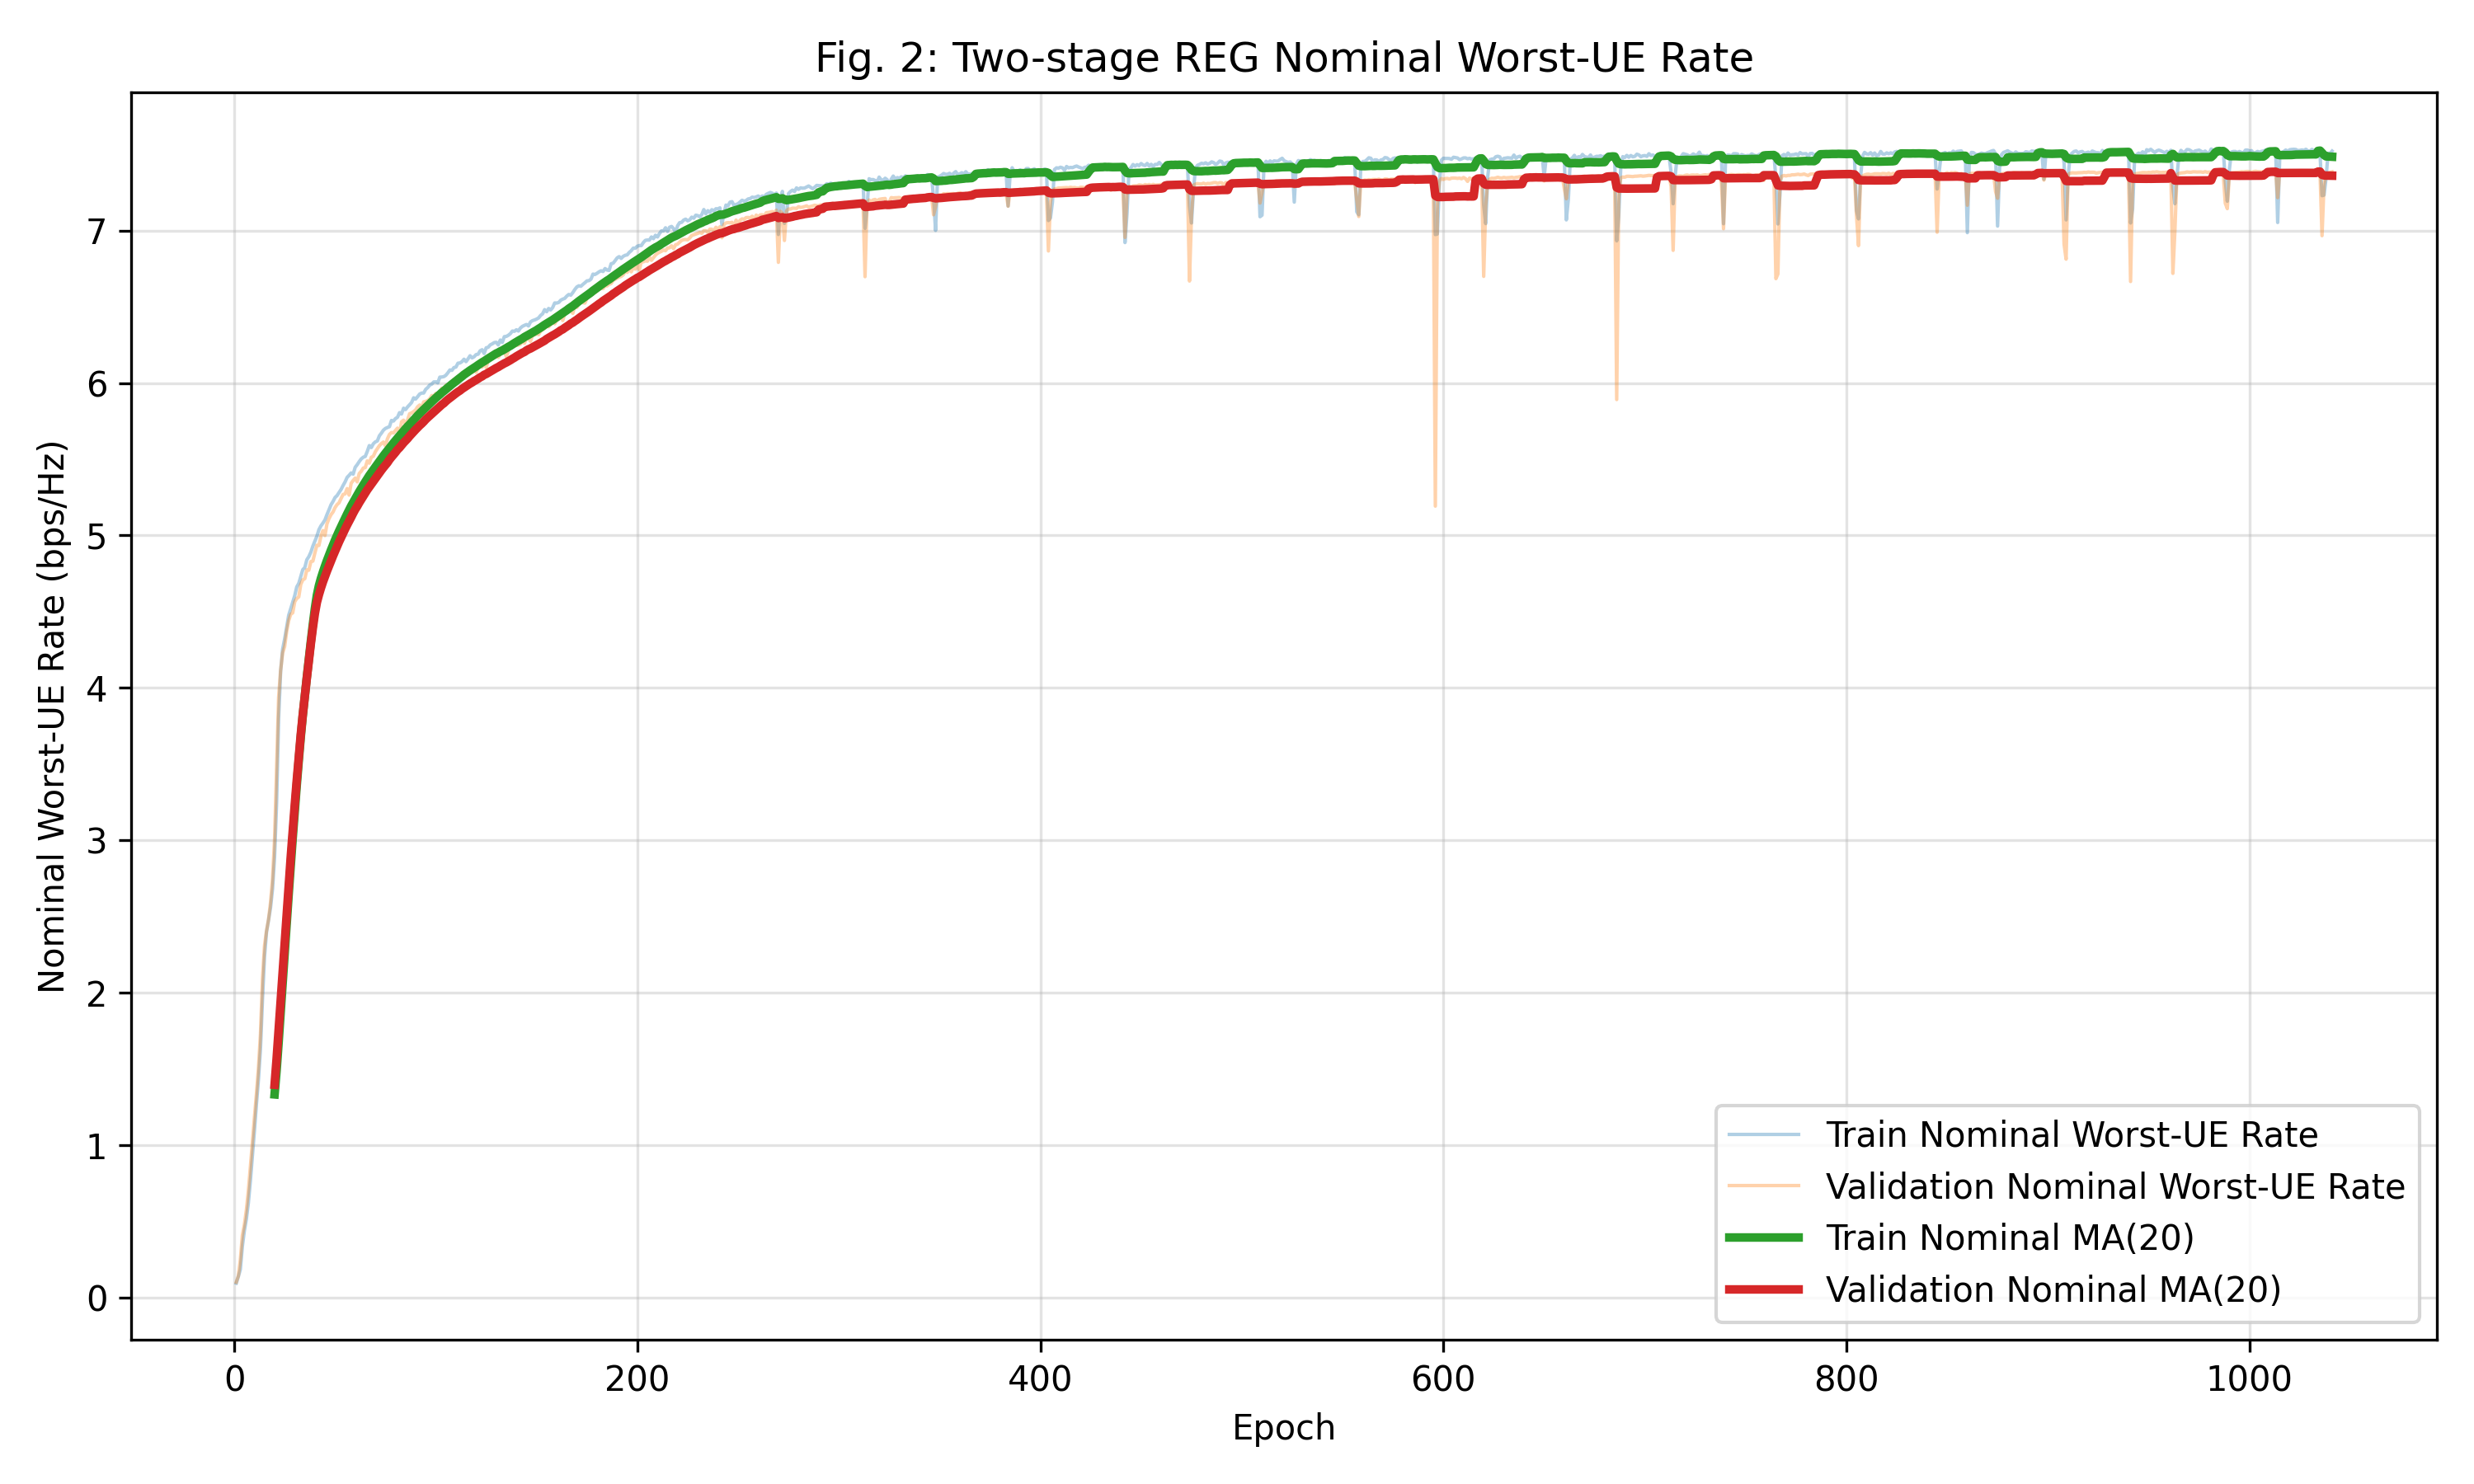 Fig. 2: Two-stage REG Nominal Worst-UE Rate
Nominal Worst-UE Rate (bps/Hz)
7
6
5
4
3
2
1
0
Train Nominal Worst-UE Rate
Validation Nominal Worst-UE Rate
Train Nominal MA(20)
Validation Nominal MA(20)
0 200 400 600 800 1000
Epoch